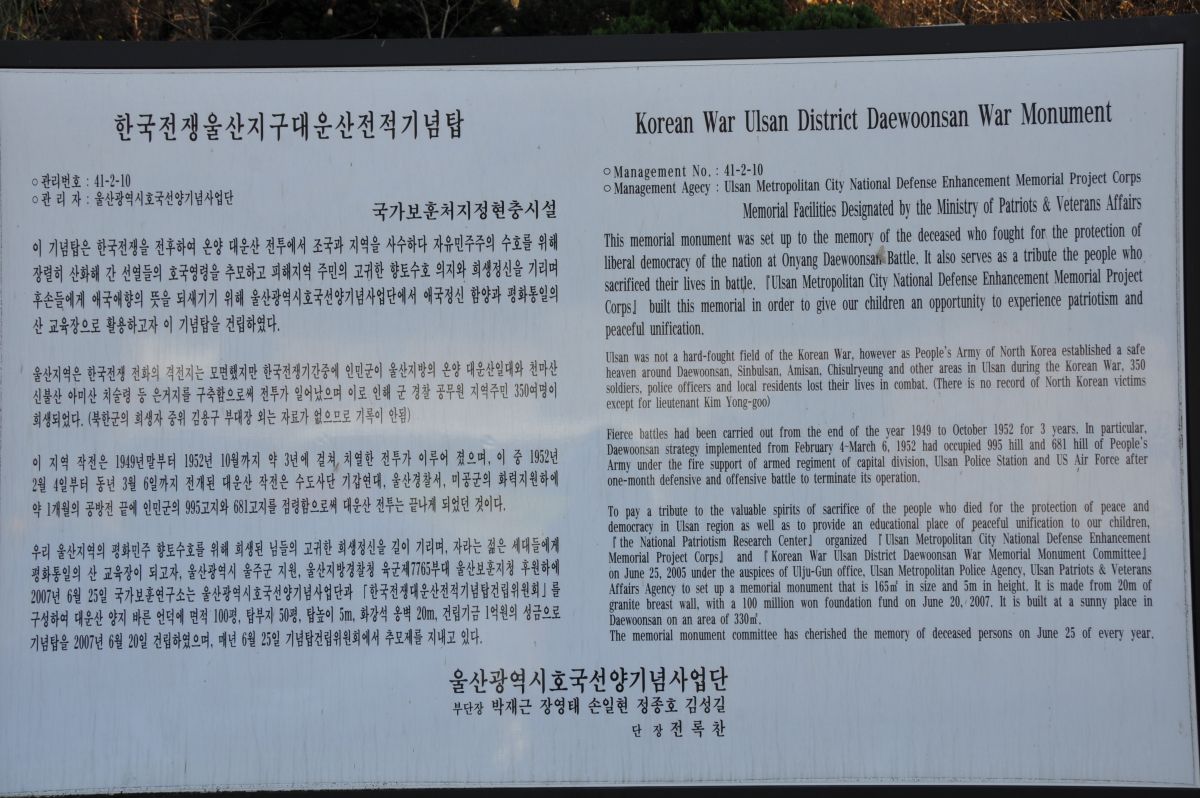 한국전쟁울산지구대운산전적기념탑
○관리번호 : 41-2-10
○관 리 자 : 울산광역시호국선양기념사업단
국가보훈처지정현충시설
이 기념탑은 한국전쟁을 전후하여 온양 대운산 전투에서 조국과 지역을 사수하다 자유민주주의 수호를 위해
장렬히 산화해 간 선열들의 호국영령을 추모하고 피해지역 주민의 고귀한 향토수호 의지와 희생정신을 기리며
후손들에게 애국애향의 뜻을 되새기기 위해 울산광역시호국선양기념사업단에서 애국정신 함양과 평화통일의
산 교육장으로 활용하고자 이 기념탑을 건립하였다.
울산지역은 한국전쟁 전화의 격전지는 모면했지만 한국전쟁기간중에 인민군이 울산지방의 온양 대운산일대와 천마산
신불산 아미산 치술령 등 은거지를 구축함으로써 전투가 일어났으며 이로 인해 군 경찰 공무원 지역주민 350여명이
희생되었다. (북한군의 희생자 중위 김용구 부대장 외는 자료가 없으므로 기록이 안됨)
이 지역 작전은 1949년말부터 1952년 10월까지 약 3년에 걸쳐 치열한 전투가 이루어 졌으며, 이 중 1952년
2월 4일부터 동년 3월 6일까지 전개된 대운산 작전은 수도사단 기갑연대, 울산경찰서, 미공군의 화력지원하에
약 1개월의 공방전 끝에 인민군의 995고지와 681고지를 점령함으로써 대운산 전투는 끝나게 되었던 것이다.
우리 울산지역의 평화민주 향토수호를 위해 희생된 님들의 고귀한 희생정신을 깊이 기리며, 자라는 젊은 세대들에게
평화통일의 산 교육장이 되고자, 울산광역시 울주군 지원, 울산지방경찰청 육군제7765부대 울산보훈지청 후원하에
2007년 6월 25일 국가보훈연구소는 울산광역시호국선양기념사업단과 「한국전쟁대운산전적기념탑건립위원회」를
구성하여 대운산 양지 바른 언덕에 면적 100평, 탑부자 50평, 탑높이 5m, 화강석 옹벽 20m, 건립기금 1억원의 성금으로
기념탑을 2007년 6월 20일 건립하였으며, 매년 6월 25일 기념탑건립위원회에서 추모제를 지내고 있다.
Korean War Ulsan District Daewoonsan War Monument
○Management No. : 41-2-10
○Management Agecy : Ulsan Metropolitan City National Defense Enhancement Memorial Project Corps
Memorial Facilities Designated by the Ministry of Patriots & Veterans Affairs
This memorial monument was set up to the memory of the deceased who fought for the protection of
liberal democracy of the nation at Onyang Daewoonsan Battle. It also serves as a tribute the people who
sacrificed their lives in battle. 『Ulsan Metropolitan City National Defense Enhancement Memorial Project
Corps』 built this memorial in order to give our children an opportunity to experience patriotism and
peaceful unification.
Ulsan was not a hard-fought field of the Korean War, however as People's Army of North Korea established a safe
heaven around Daewoonsan, Sinbulsan, Amisan, Chisulryeung and other areas in Ulsan during the Korean War, 350
soldiers, police officers and local residents lost their lives in combat. (There is no record of North Korean victims
except for lieutenant Kim Yong-goo)
Fierce battles had been carried out from the end of the year 1949 to October 1952 for 3 years. In particular,
Daewoonsan strategy implemented from February 4~March 6, 1952 had occupied 995 hill and 681 hill of People's
Army under the fire support of armed regiment of capital division, Ulsan Police Station and US Air Force after
one-month defensive and offensive battle to terminate its operation.
To pay a tribute to the valuable spirits of sacrifice of the people who died for the protection of peace and
democracy in Ulsan region as well as to provide an educational place of peaceful unification to our children,
『the National Patriotism Research Center』 organized 『Ulsan Metropolitan City National Defense Enhancement
Memorial Project Corps』 and 『Korean War Ulsan District Daewoonsan War Memorial Monument Committee』
on June 25, 2005 under the auspices of Ulju-Gun office, Ulsan Metropolitan Police Agency, Ulsan Patriots & Veterans
Affairs Agency to set up a memorial monument that is 165㎡ in size and 5m in height. It is made from 20m of
granite breast wall, with a 100 million won foundation fund on June 20, 2007. It is built at a sunny place in
Daewoonsan on an area of 330㎡.
The memorial monument committee has cherished the memory of deceased persons on June 25 of every year.
울산광역시호국선양기념사업단
부단장 박재근 장영태 손일현 정종호 김성길
단 장 전록찬